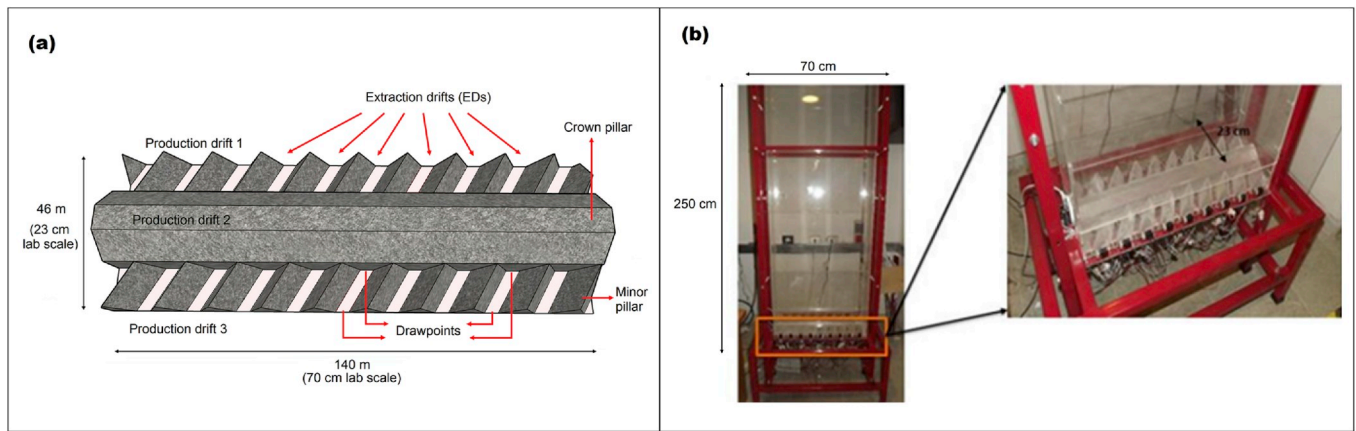 (a)
Extraction drifts (EDs)
Crown pillar
Production drift 1
46 m
(23 cm
lab scale)
Production drift 2
Minor
pillar
Production drift 3
Drawpoints
140 m
(70 cm lab scale)
(b)
70 cm
250 cm
23 cm